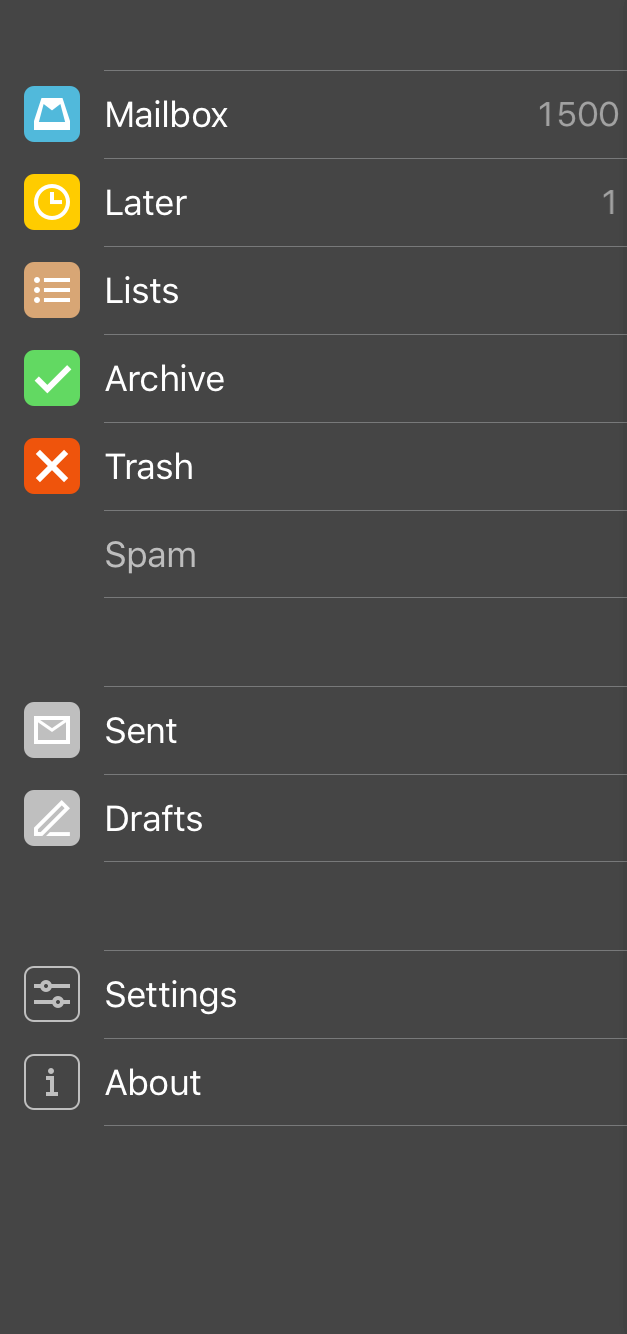 Mailbox 1500
Later 1
Lists
Archive
Trash
Spam
Sent
Drafts
Settings
About